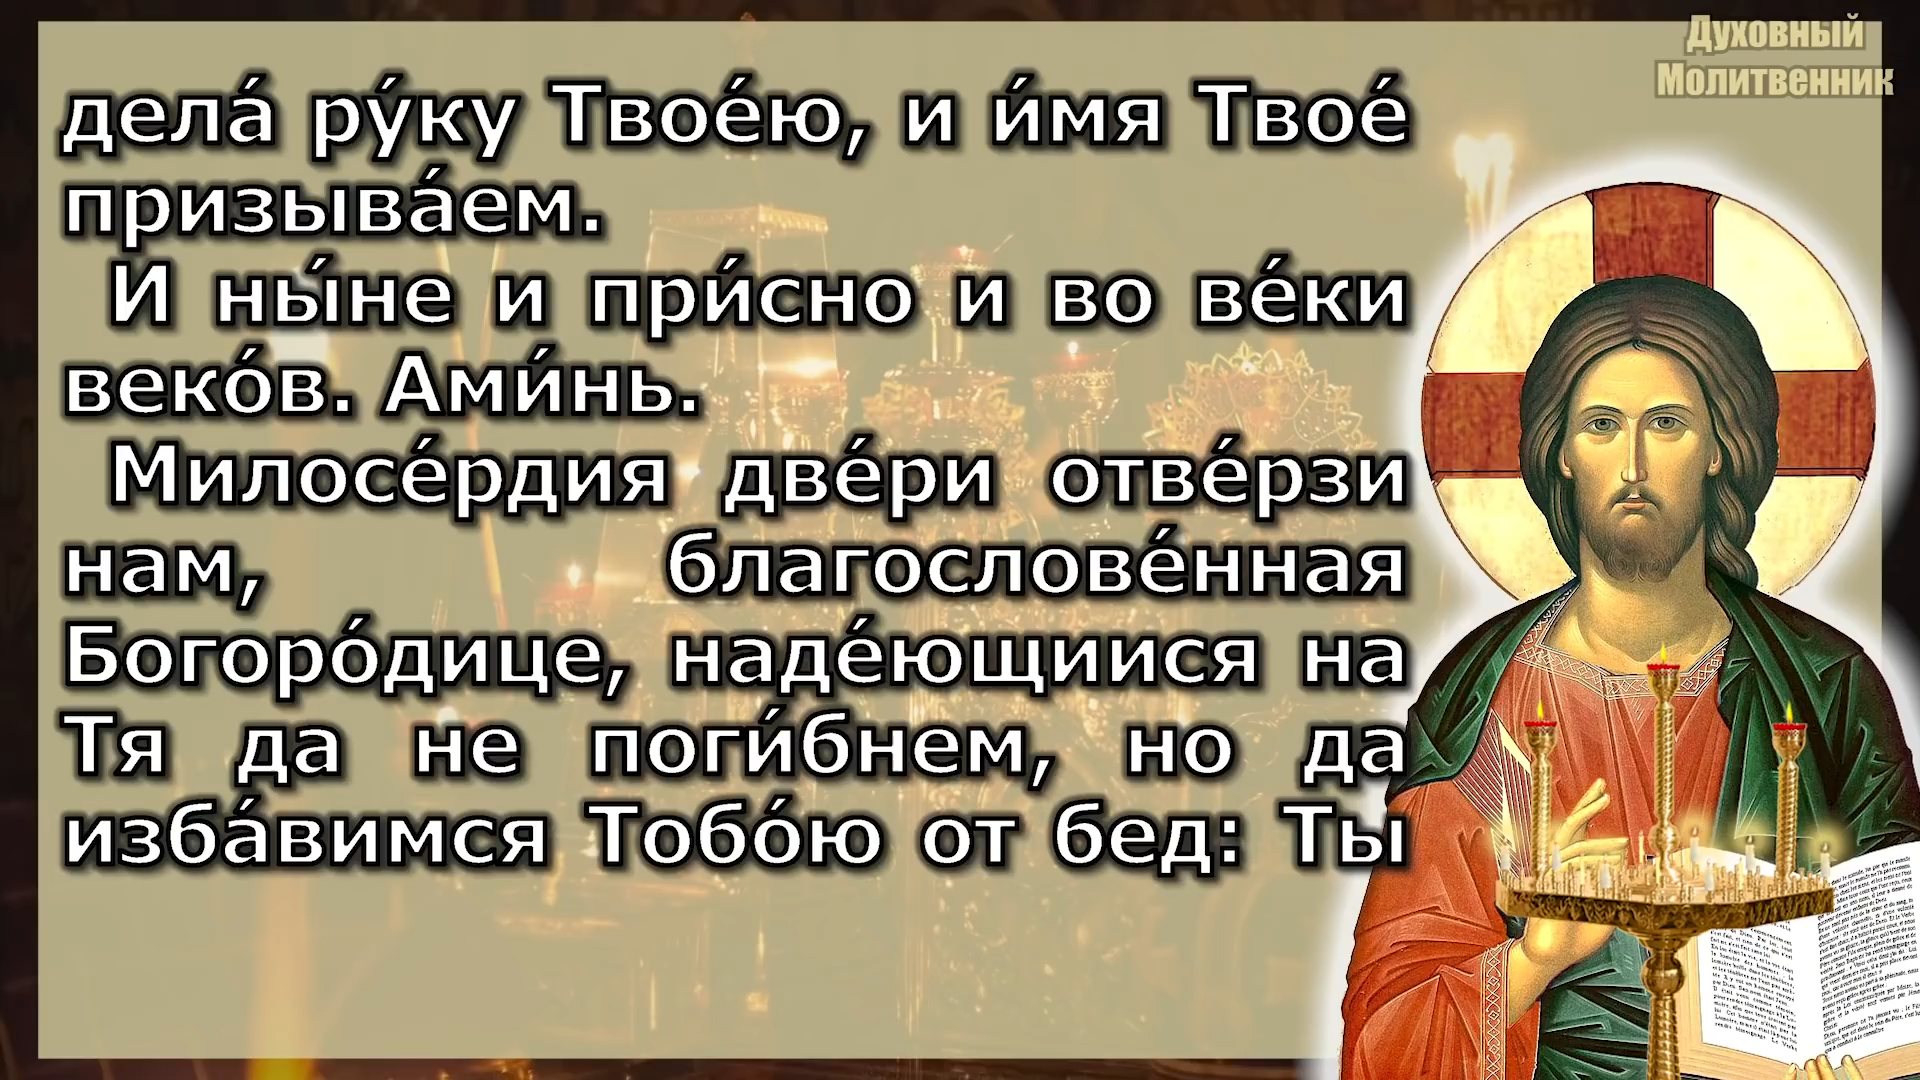 Духовный
Молитвенник
дела́ ру́ку Твое́ю, и и́мя Твое́
призыва́ем.
И ны́не и при́сно и во ве́ки
веко́в. Ами́нь.
Милосе́рдия две́ри отве́рзи
нам, благослове́нная
Богоро́дице, наде́ющиися на
Тя да не поги́бнем, но да
изба́вимся Тобо́ю от бед: Ты